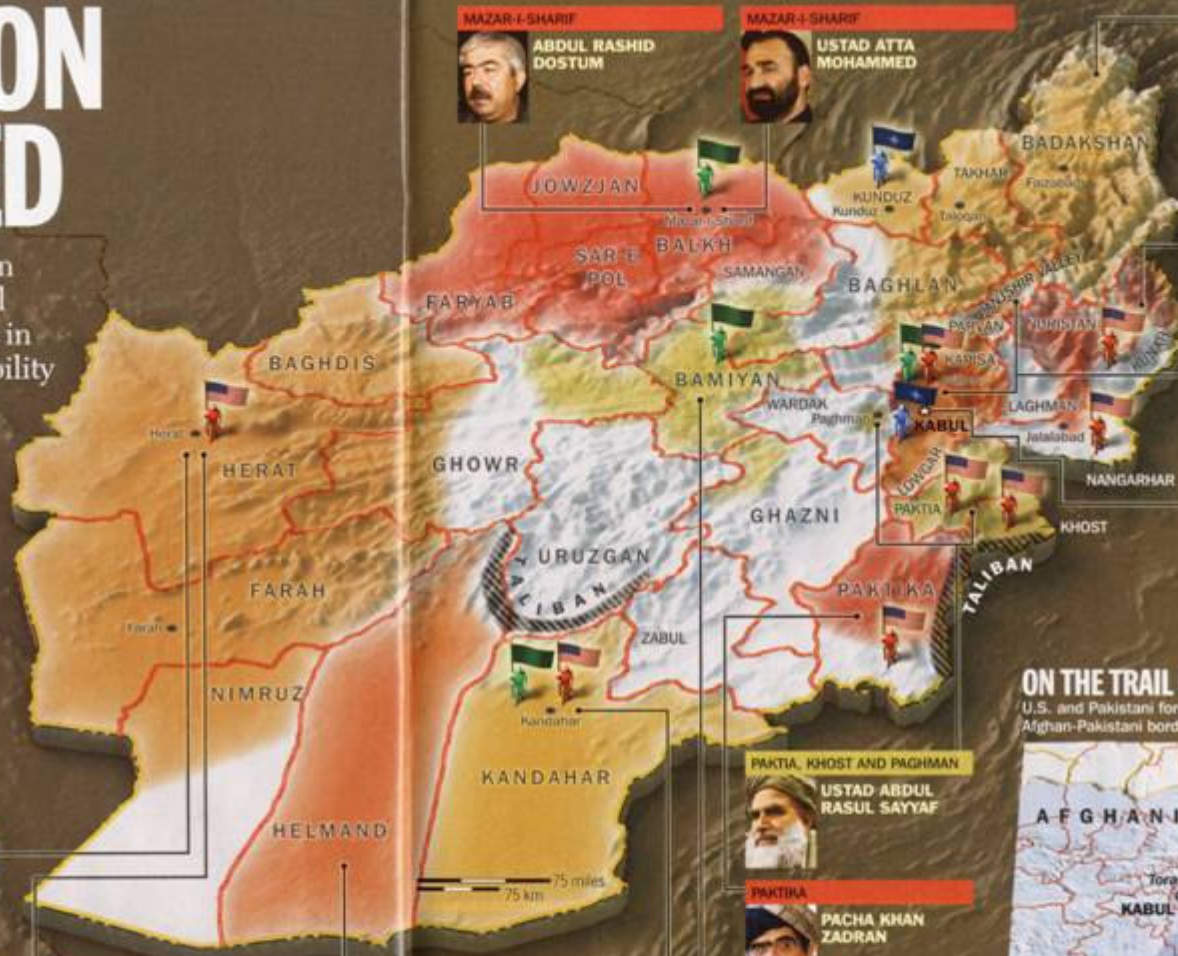 ON
ED
n
l
in
bility
MAZAR-I-SHARIF
ABDUL RASHID
DOSTUM
MAZAR-I-SHARIF
USTAD ATTA
MOHAMMED
BADAKSHAN
Faizabad
TAKHAR
Taloqan
KUNDUZ
Kunduz
JOWZJAN
Mazar-i-Sharif
BALKH
SAR-E
POL
SAMANGAN
FARYAB
BAGHLAN
PANJSHIR VALLEY
PARVAN
NURISTAN
KAPISA
KUNAR
BAGHDIS
BAMIYAN
WARDAK
Paghman
KABUL
LAGHMAN
Jalalabad
NANGARHAR
Herat
HERAT
GHOWR
LOWGAR
PAKTIA
KHOST
GHAZNI
URUZGAN
TALIBAN
TALIBAN
PAKTIKA
FARAH
Farah
ZABUL
NIMRUZ
Kandahar
KANDAHAR
HELMAND
75 miles
75 km
PAKTIA, KHOST AND PAGHMAN
USTAD ABDUL
RASUL SAYYAF
PAKTIKA
PACHA KHAN
ZADRAN
ON THE TRAIL
U.S. and Pakistani for
Afghan-Pakistani bord
AFGHANI
Tora
KABUL